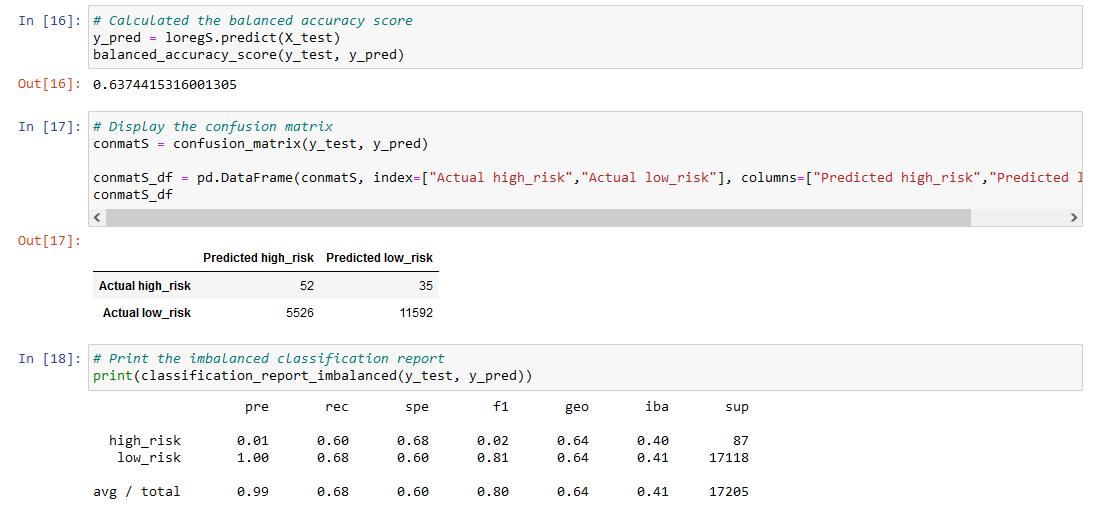 In [16]: # Calculated the balanced accuracy score
y_pred = loregS.predict(X_test)
balanced_accuracy_score(y_test, y_pred)
Out[16]: 0.6374415316001305
In [17]: # Display the confusion matrix
conmatS = confusion_matrix(y_test, y_pred)
conmatS_df = pd.DataFrame(conmatS, index=["Actual high_risk","Actual low_risk"], columns=["Predicted high_risk","Predicted l
conmatS_df
Out[17]:
Predicted high_risk Predicted low_risk
Actual high_risk 52 35
Actual low_risk 5526 11592
In [18]: # Print the imbalanced classification report
print(classification_report_imbalanced(y_test, y_pred))
pre rec spe f1 geo iba sup
high_risk 0.01 0.60 0.68 0.02 0.64 0.40 87
low_risk 1.00 0.68 0.60 0.81 0.64 0.41 17118
avg / total 0.99 0.68 0.60 0.80 0.64 0.41 17205